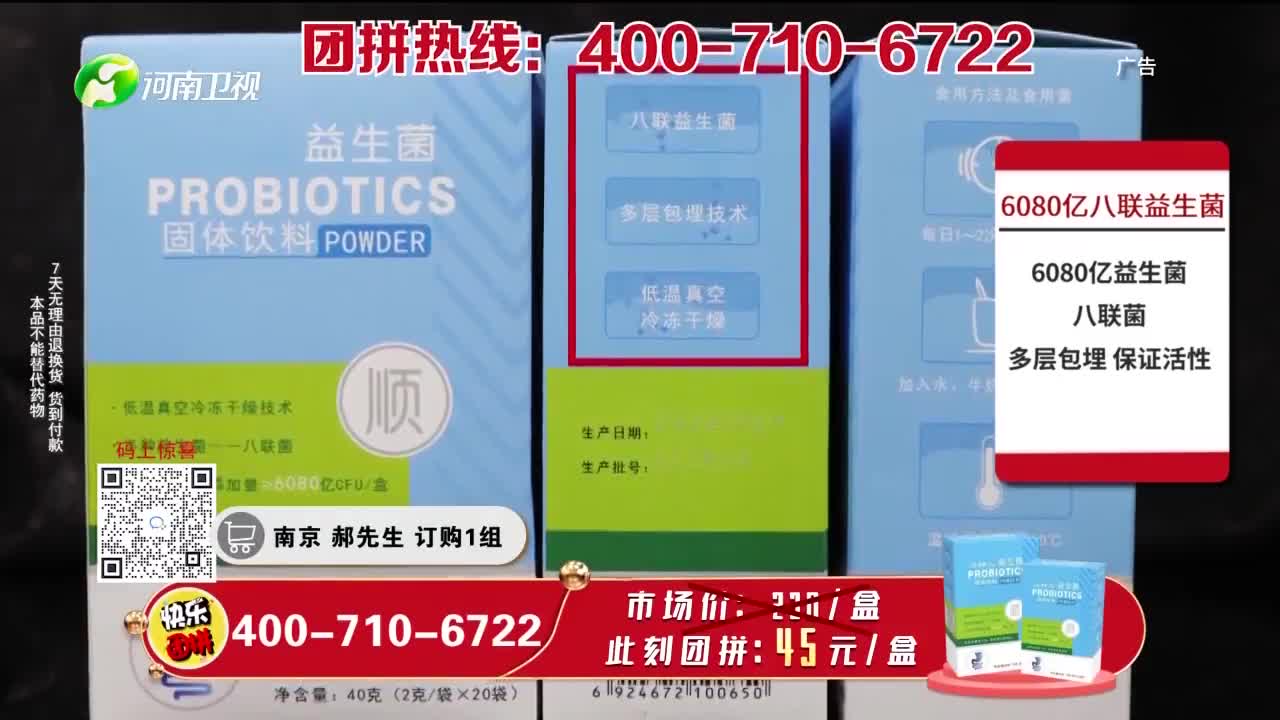 团拼热线：400-710-6722
河南卫视
广告
益生菌
PROBIOTICS
固体饮料 POWDER
·低温真空冷冻干燥技术
八联菌
加量≥6080亿CFU/盒
顺
净含量：40克（2克/袋×20袋）
八联益生菌
多层包埋技术
低温真空
冷冻干燥
生产日期：
生产批号：
6 924672 100650
食用方法及食用量
每日1~2
加入水，牛
6080亿八联益生菌
6080亿益生菌
八联菌
多层包埋 保证活性
7天无理由退换货 货到付款
本品不能替代药物
码上惊喜
南京 郝先生 订购1组
快乐
团拼
400-710-6722
市场价：230/盒
此刻团拼：45元/盒
PROBIOTICS
PROBIOTICS